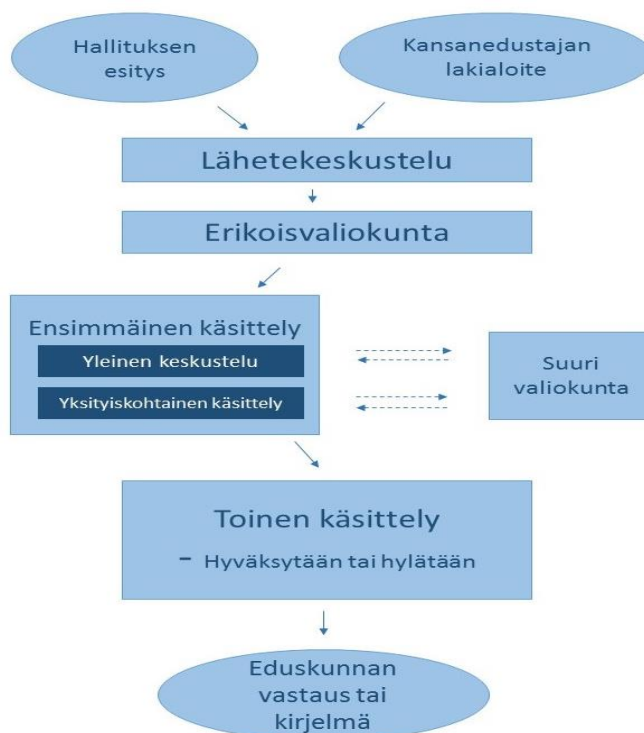 Hallituksen
esitys
Kansanedustajan
lakialoite
Lähetekeskustelu
Erikoisvaliokunta
Ensimmäinen käsittely
Yleinen keskustelu
Yksityiskohtainen käsittely
Suuri
valiokunta
Toinen käsittely
- Hyväksytään tai hylätään
Eduskunnan
vastaus tai
kirjelmä